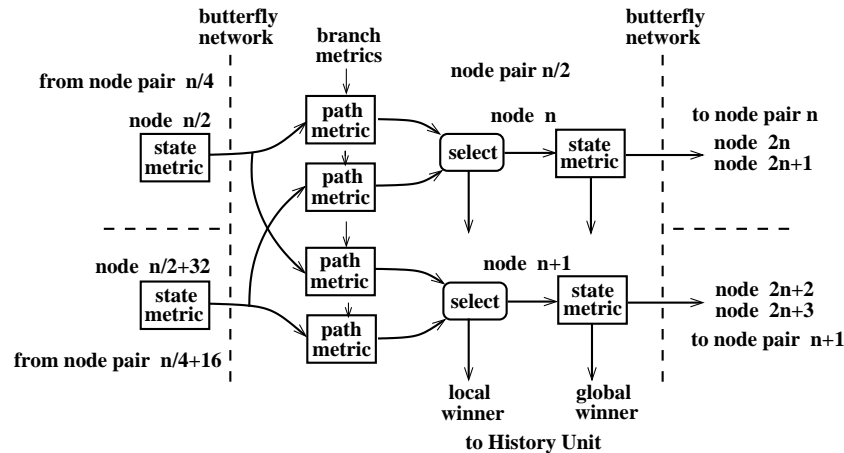 butterfly
network
branch
metrics
butterfly
network
from node pair n/4
node pair n/2
node n/2
state
metric
path
metric
path
metric
select
node n
state
metric
to node pair n
node 2n
node 2n+1
node n/2+32
state
metric
from node pair n/4+16
path
metric
path
metric
select
node n+1
state
metric
node 2n+2
node 2n+3
to node pair n+1
local
winner
global
winner
to History Unit